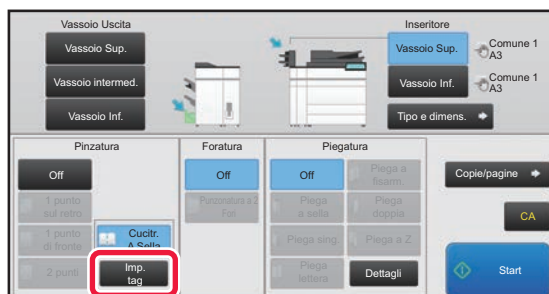 Vassoio Uscita
Inseritore
Vassoio Sup.
Vassoio intermed.
Vassoio Inf.
Vassoio Sup.
Comune 1
A3
Vassoio Inf.
Comune 1
A3
Tipo e dimens.
Pinzatura
Foratura
Piegatura
Off
1 punto
sul retro
1 punto
di fronte
2 punti
Cucitr.
A Sella
Imp.
tag
Off
Punzonatura a 2
Fori
Off
Piega a
fisarm.
Piega
a sella
Piega
doppia
Piega sing.
Piega a Z
Piega
lettera
Dettagli
Copie/pagine
CA
Start